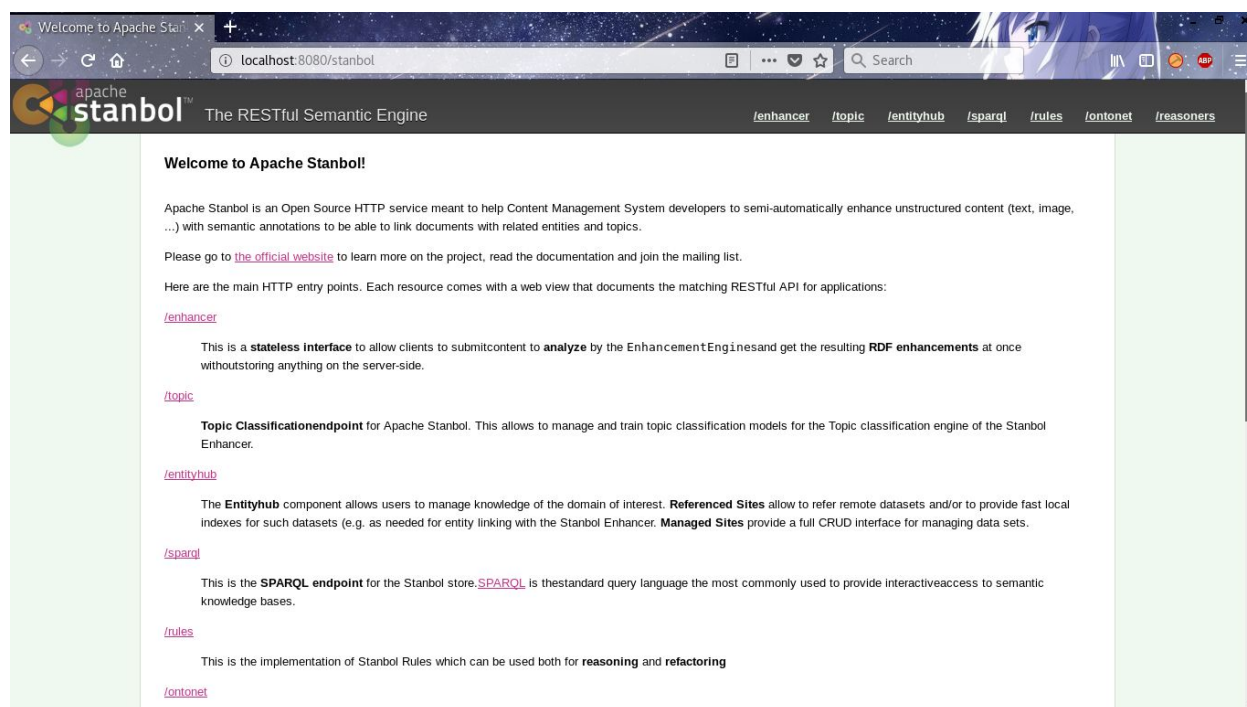 Welcome to Apache Stan
localhost:8080/stanbol
Search
ABP
apache
stanbol™
The RESTful Semantic Engine
/enhancer /topic /entityhub /sparql /rules /ontonet /reasoners
Welcome to Apache Stanbol!
Apache Stanbol is an Open Source HTTP service meant to help Content Management System developers to semi-automatically enhance unstructured content (text, image,
...) with semantic annotations to be able to link documents with related entities and topics.
Please go to the official website to learn more on the project, read the documentation and join the mailing list.
Here are the main HTTP entry points. Each resource comes with a web view that documents the matching RESTful API for applications:
/enhancer
This is a stateless interface to allow clients to submitcontent to analyze by the EnhancementEnginesand get the resulting RDF enhancements at once
withoutstoring anything on the server-side.
/topic
Topic Classificationendpoint for Apache Stanbol. This allows to manage and train topic classification models for the Topic classification engine of the Stanbol
Enhancer.
/entityhub
The Entityhub component allows users to manage knowledge of the domain of interest. Referenced Sites allow to refer remote datasets and/or to provide fast local
indexes for such datasets (e.g. as needed for entity linking with the Stanbol Enhancer. Managed Sites provide a full CRUD interface for managing data sets.
/sparql
This is the SPARQL endpoint for the Stanbol store.SPARQL is thestandard query language the most commonly used to provide interactiveaccess to semantic
knowledge bases.
/rules
This is the implementation of Stanbol Rules which can be used both for reasoning and refactoring
/ontonet